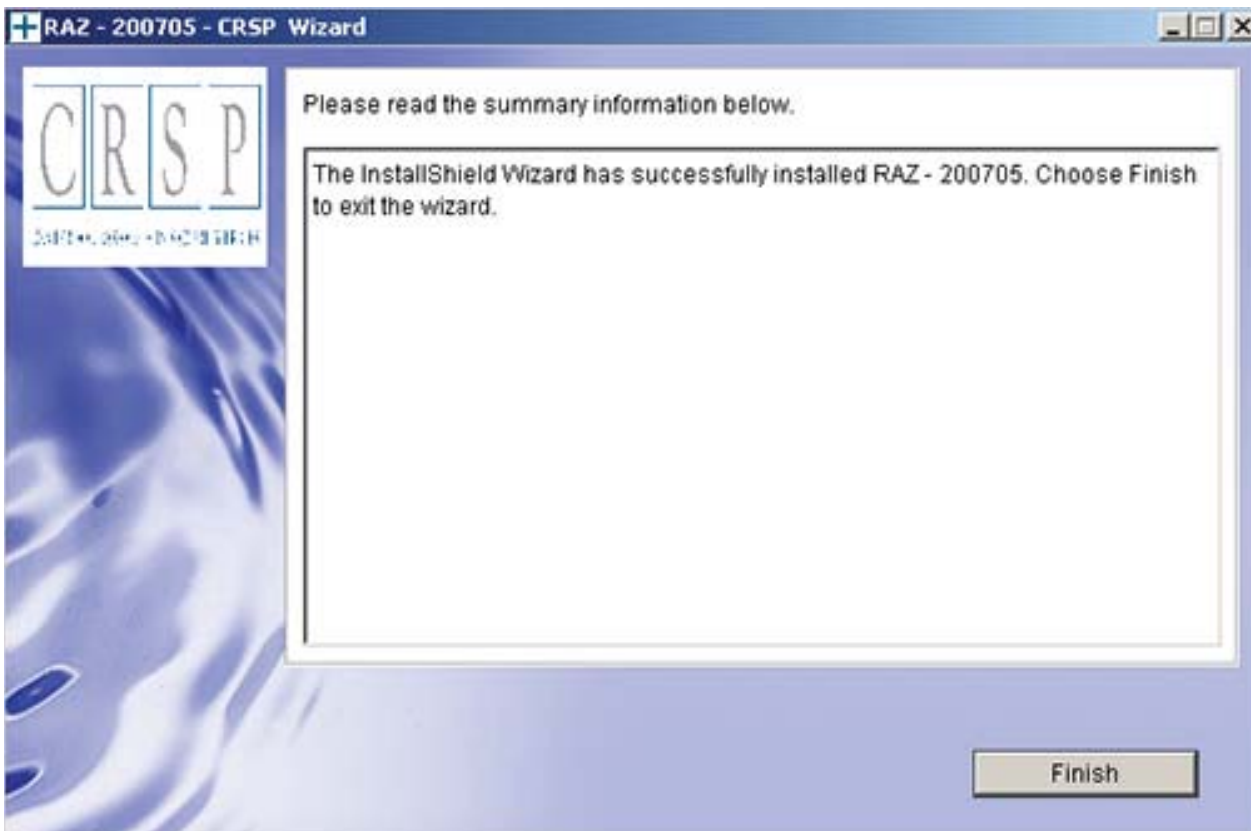 RAZ - 200705 - CRSP Wizard
CRSP
Please read the summary information below.
The InstallShield Wizard has successfully installed RAZ - 200705. Choose Finish
to exit the wizard.
Finish